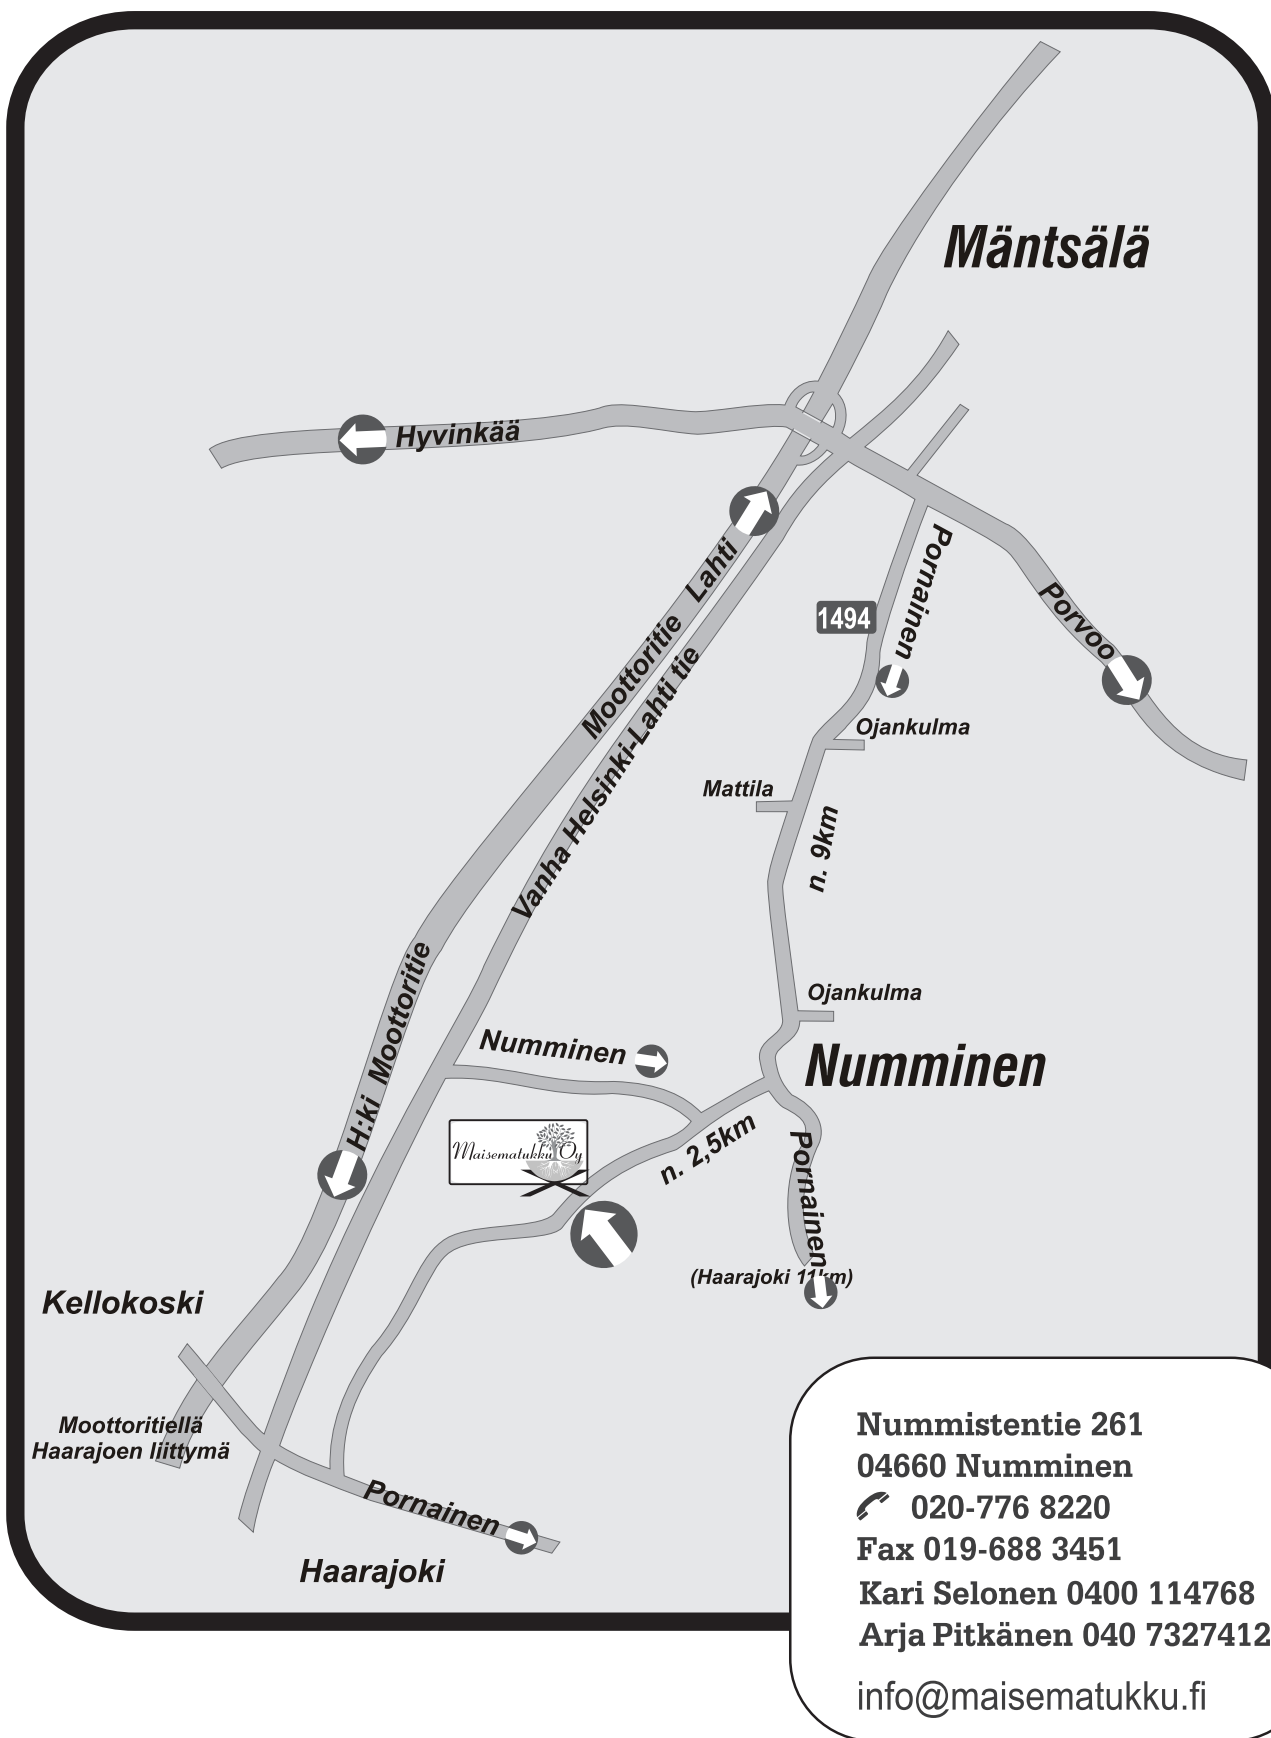 Mäntsälä
Hyvinkää
Lahti
Moottoritie
Vanha Helsinki-Lahti tie
Pornainen
1494
Porvoo
Ojankulma
Mattila
n. 9km
H:ki Moottoritie
Ojankulma
Numminen
Numminen
Maisematukku Oy
n. 2,5km
Pornainen
(Haarajoki 11km)
Kellokoski
Moottoritiellä
Haarajoen liittymä
Pornainen
Haarajoki
Nummistentie 261
04660 Numminen
020-776 8220
Fax 019-688 3451
Kari Selonen 0400 114768
Arja Pitkänen 040 7327412
info@maisematukku.fi